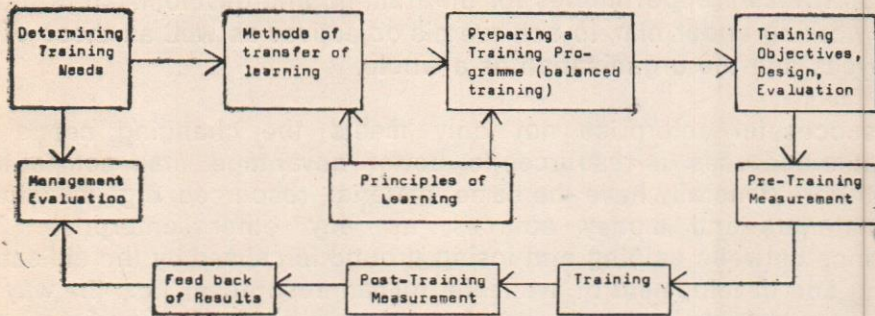 Determining
Training
Needs
Methods of
transfer of
learning
Preparing a
Training Pro-
gramme (balanced
training)
Training
Objectives,
Design,
Evaluation
Management
Evaluation
Principles of
Learning
Pre-Training
Measurement
Feed back
of Results
Post-Training
Measurement
Training